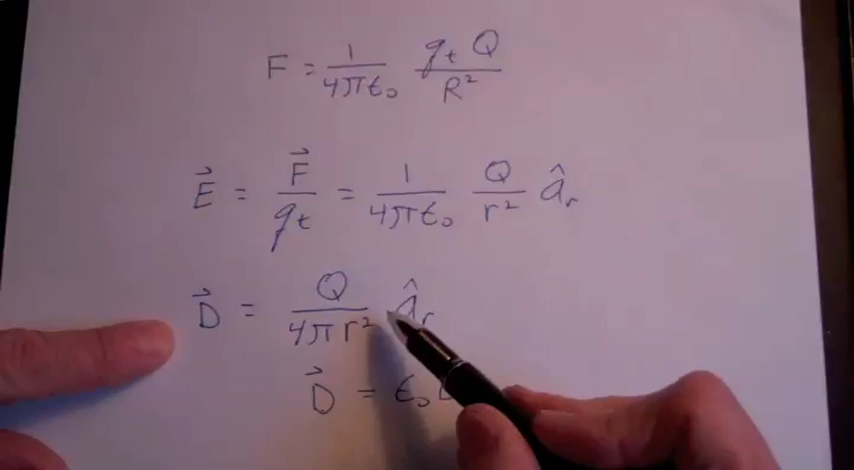 F = 1/(4πε₀) q_t Q/R²
E⃗ = F⃗/q_t = 1/(4πε₀) Q/r² â_r
D⃗ = Q/(4πr²) â_r
D⃗ = ε₀